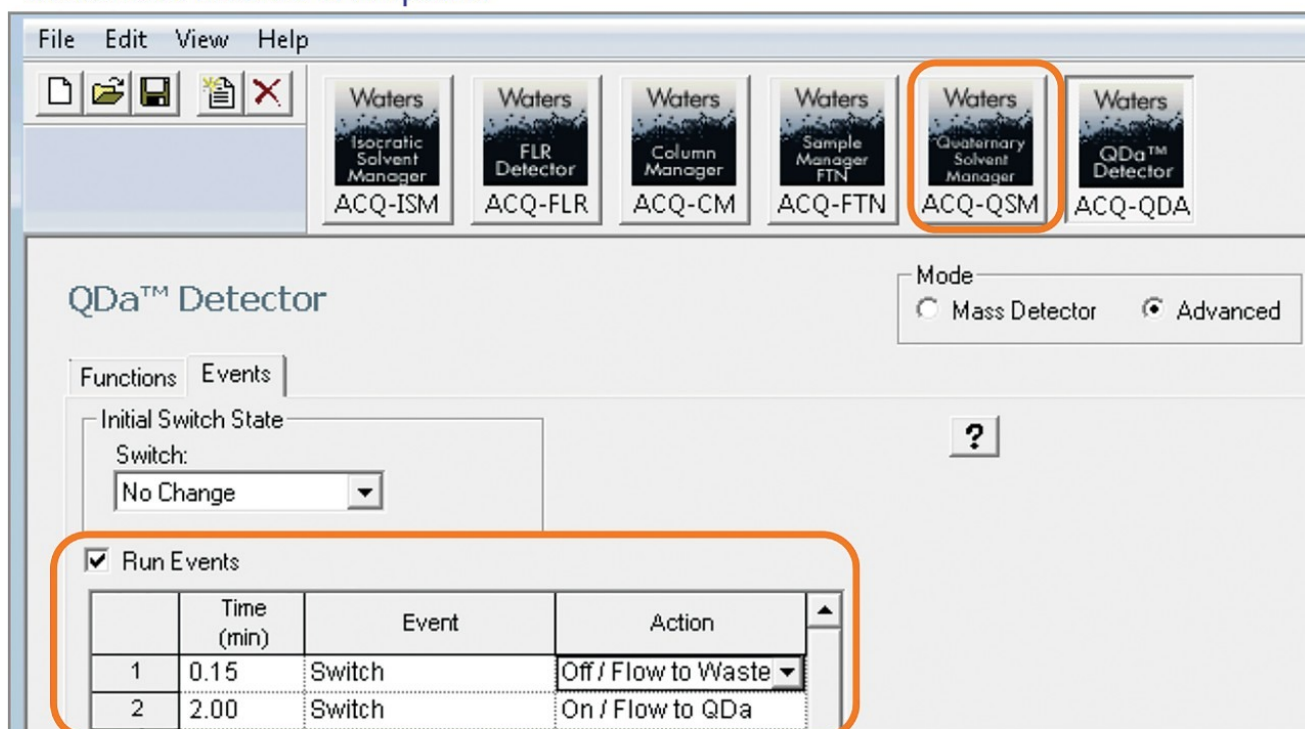 File Edit View Help
Waters
Isocratic
Solvent
Manager
ACQ-ISM
Waters
FLR
Detector
ACQ-FLR
Waters
Column
Manager
ACQ-CM
Waters
Sample
Manager
FTN
ACQ-FTN
Waters
Quaternary
Solvent
Manager
ACQ-QSM
Waters
QDa™
Detector
ACQ-QDA
QDa™ Detector
Mode
Mass Detector Advanced
Functions Events
Initial Switch State
Switch:
No Change
?
Run Events
Time (min) Event Action
1 0.15 Switch Off / Flow to Waste
2 2.00 Switch On / Flow to QDa